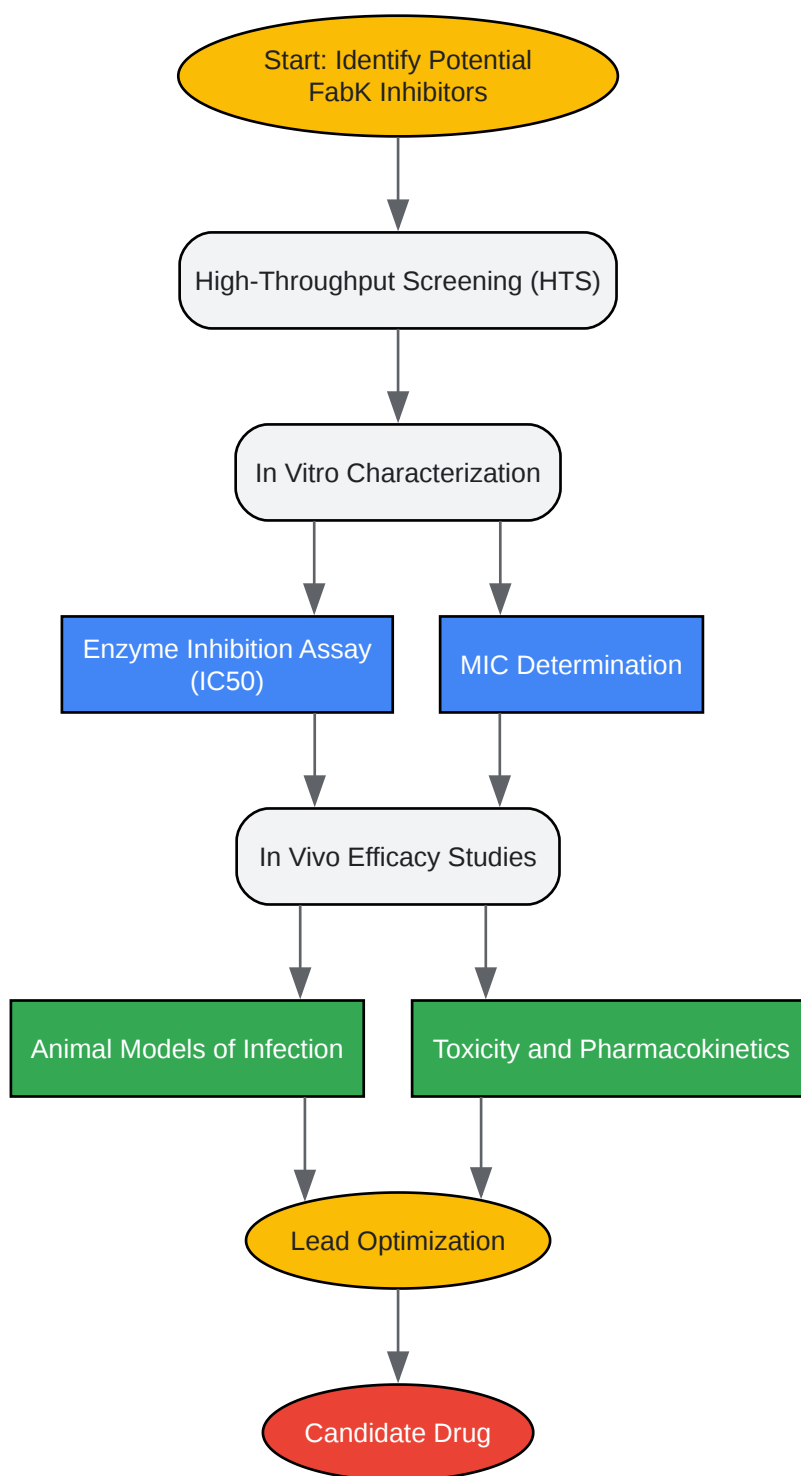 Start: Identify Potential
FabK Inhibitors
High-Throughput Screening (HTS)
In Vitro Characterization
Enzyme Inhibition Assay
(IC50)
MIC Determination
In Vivo Efficacy Studies
Animal Models of Infection
Toxicity and Pharmacokinetics
Lead Optimization
Candidate Drug